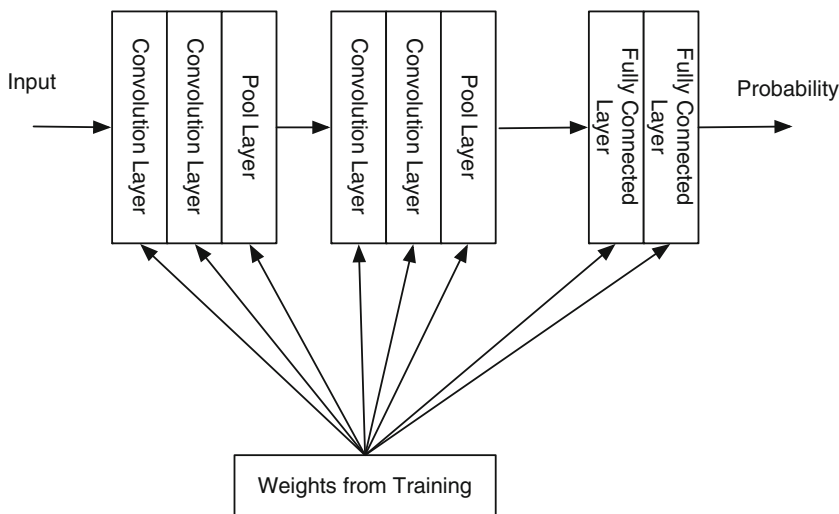 Input
Convolution Layer
Convolution Layer
Pool Layer
Convolution Layer
Convolution Layer
Pool Layer
Fully Connected
Layer
Fully Connected
Layer
Probability
Weights from Training